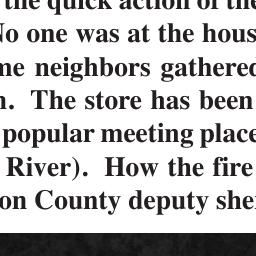 the quick action of the
No one was at the hous
me neighbors gathered
n. The store has been
popular meeting place
River). How the fire
on County deputy she